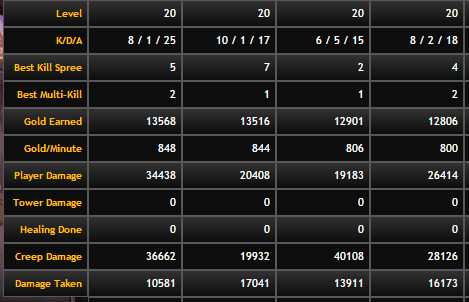 Level 20 20 20 20
K/D/A 8 / 1 / 25 10 / 1 / 17 6 / 5 / 15 8 / 2 / 18
Best Kill Spree 5 7 2 4
Best Multi-Kill 2 1 1 2
Gold Earned 13568 13516 12901 12806
Gold/Minute 848 844 806 800
Player Damage 34438 20408 19183 26414
Tower Damage 0 0 0 0
Healing Done 0 0 0 0
Creep Damage 36662 19932 40108 28126
Damage Taken 10581 17041 13911 16173